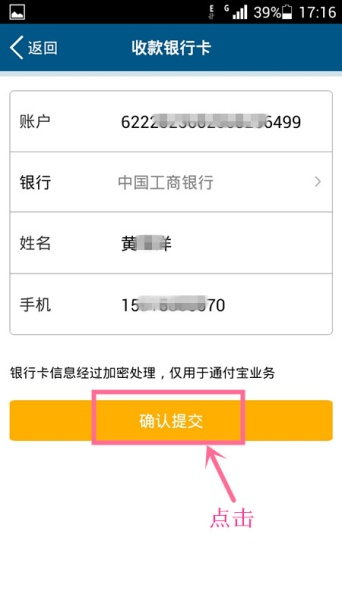 39% 17:16
返回 收款银行卡
账户 6222 6499
银行 中国工商银行
姓名 黄
手机 15 70
银行卡信息经过加密处理，仅用于通付宝业务
确认提交
点击